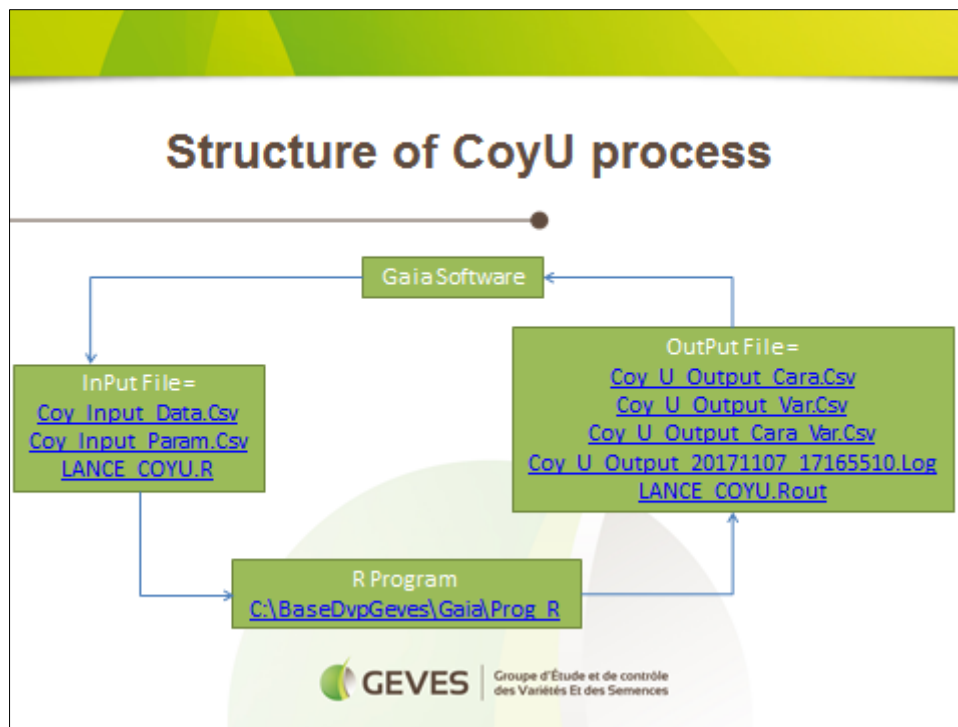 Structure of CoyU process
Gaia Software
InPut File=
Coy_Input_Data.Csv
Coy_Input_Param.Csv
LANCE_COYU.R
OutPut File=
Coy_U_Output_Cara.Csv
Coy_U_Output_Var.Csv
Coy_U_Output_Cara_Var.Csv
Coy_U_Output_20171107_17165510.Log
LANCE_COYU.Rout
R Program
C:\BaseDvpGeves\Gaia\Prog_R
GEVES
Groupe d'Étude et de contrôle
des Variétés Et des Semences